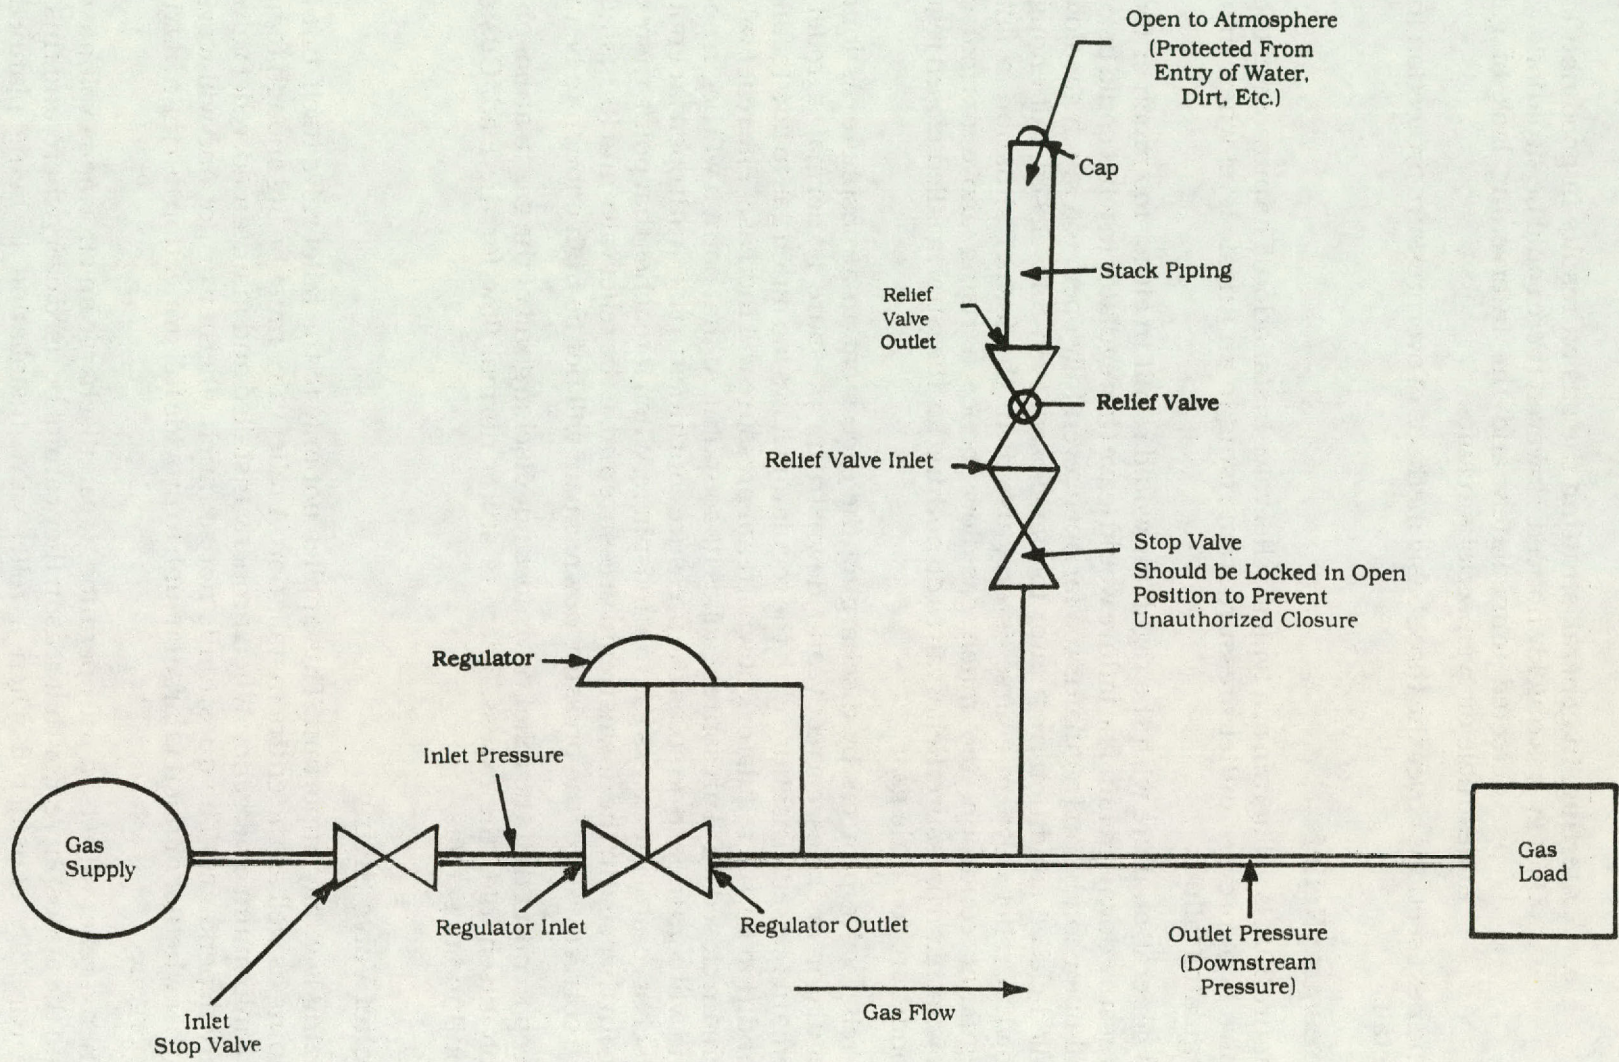 Open to Atmosphere
(Protected From
Entry of Water,
Dirt, Etc.)
Cap
Stack Piping
Relief
Valve
Outlet
Relief Valve
Relief Valve Inlet
Stop Valve
Should be Locked in Open
Position to Prevent
Unauthorized Closure
Regulator
Inlet Pressure
Gas
Supply
Gas
Load
Regulator Inlet
Regulator Outlet
Outlet Pressure
(Downstream
Pressure)
Gas Flow
Inlet
Stop Valve